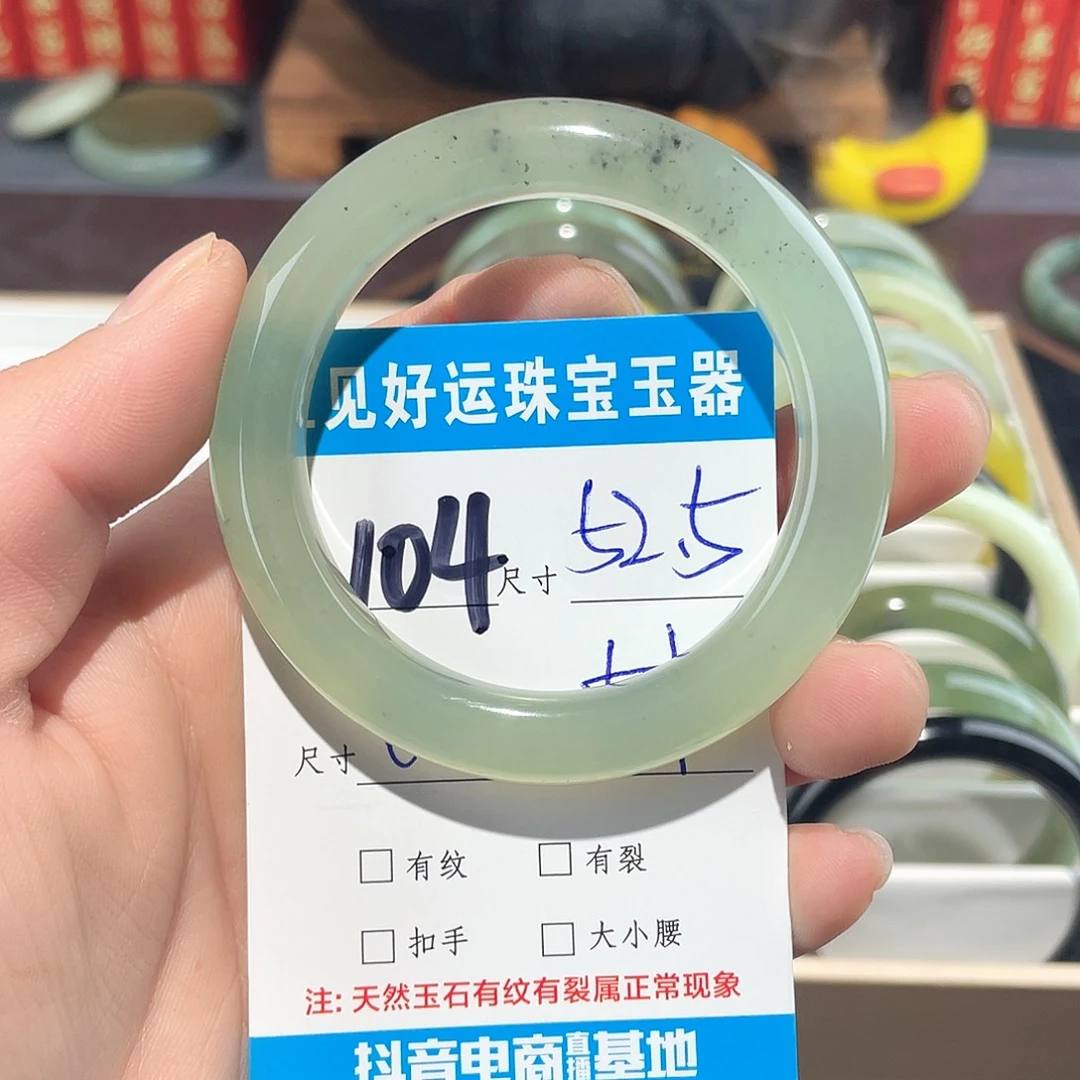 见好运珠宝玉器
104 尺寸 52.5
尺寸
□ 有纹 □ 有裂
□ 扣手 □ 大小腰
注: 天然玉石有纹有裂属正常现象
抖音电商直播基地